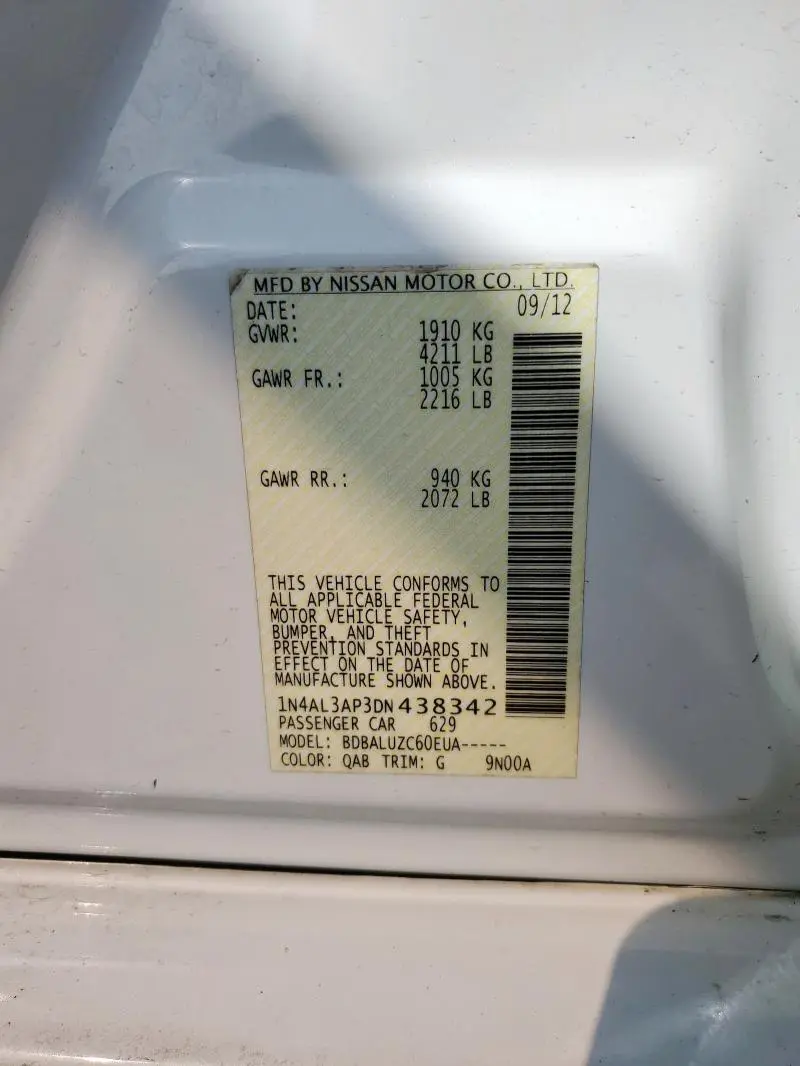 MFD BY NISSAN MOTOR CO., LTD.
DATE: 09/12
GVWR: 1910 KG
4211 LB
GAWR FR.: 1005 KG
2216 LB
GAWR RR.: 940 KG
2072 LB
THIS VEHICLE CONFORMS TO
ALL APPLICABLE FEDERAL
MOTOR VEHICLE SAFETY,
BUMPER, AND THEFT
PREVENTION STANDARDS IN
EFFECT ON THE DATE OF
MANUFACTURE SHOWN ABOVE.
1N4AL3AP3DN438342
PASSENGER CAR 629
MODEL: BDBALUZC60EUA-----
COLOR: QAB TRIM: G 9N00A